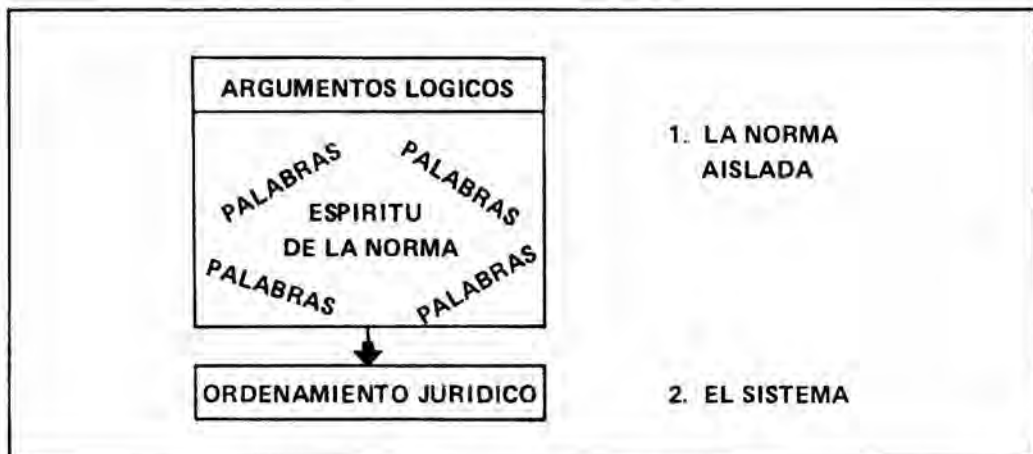 ARGUMENTOS LOGICOS
PALABRAS
PALABRAS
ESPIRITU
DE LA NORMA
PALABRAS
PALABRAS
ORDENAMIENTO JURIDICO
1. LA NORMA
AISLADA
2. EL SISTEMA